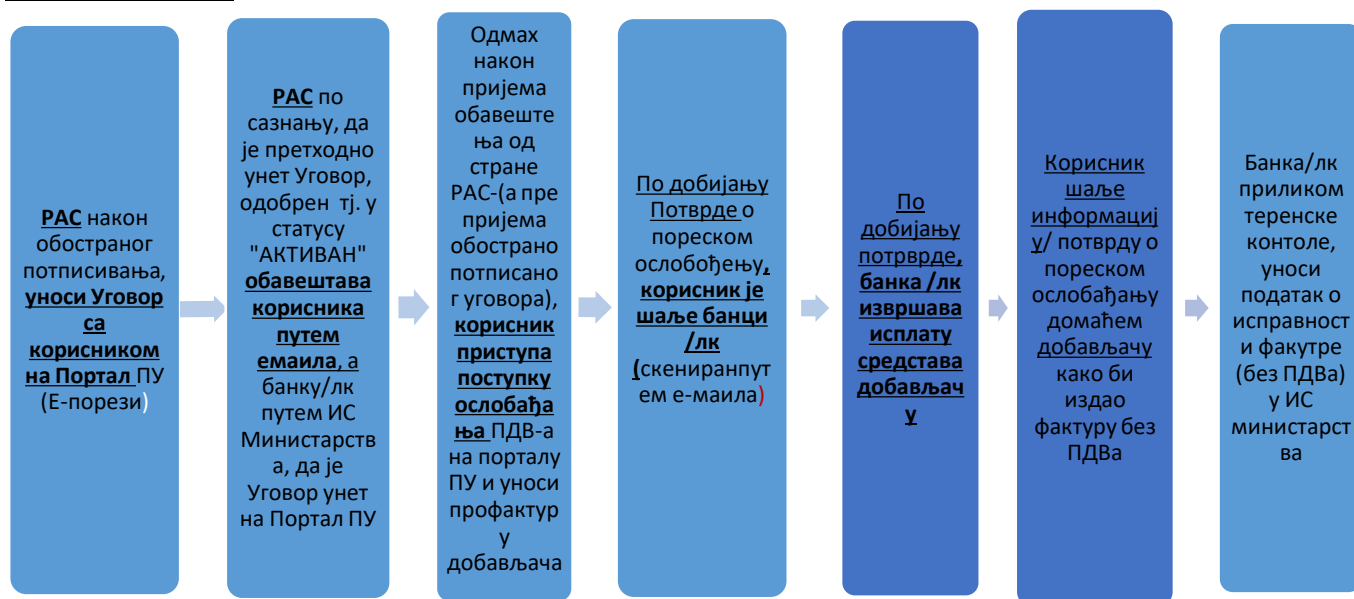 РАС након
обостраног
потписивања,
уноси Уговор
са
корисником
на Портал ПУ
(Е-порези)
РАС по
сазнању, да
је претходно
унет Уговор,
одобрен тј. у
статусу
"АКТИВАН"
обавештава
корисника
путем
емаила, а
банку/лк
путем ИС
Министарств
а, да је
Уговор унет
на Портал ПУ
Одмах
након
пријема
обавеште
ња од
стране
РАС-(а пре
пријема
обострано
потписано
г уговора),
корисник
приступа
поступку
ослобађа
ња ПДВ-а
на порталу
ПУ и уноси
профактур
у
добављача
По добијању
Потврде о
пореском
ослобођењу,
корисник је
шаље банци
/лк
(скениранпут
ем е-маила)
По
добијању
потрврде,
банка /лк
извршава
исплату
средстава
добављач
у
Корисник
шаље
информациј
у/ потврду о
пореском
ослобађању
домаћем
добављачу
како би
издао
фактуру без
ПДВа
Банка/лк
приликом
теренске
контоле,
уноси
податак о
исправност
и факутре
(без ПДВа)
у ИС
министарст
ва